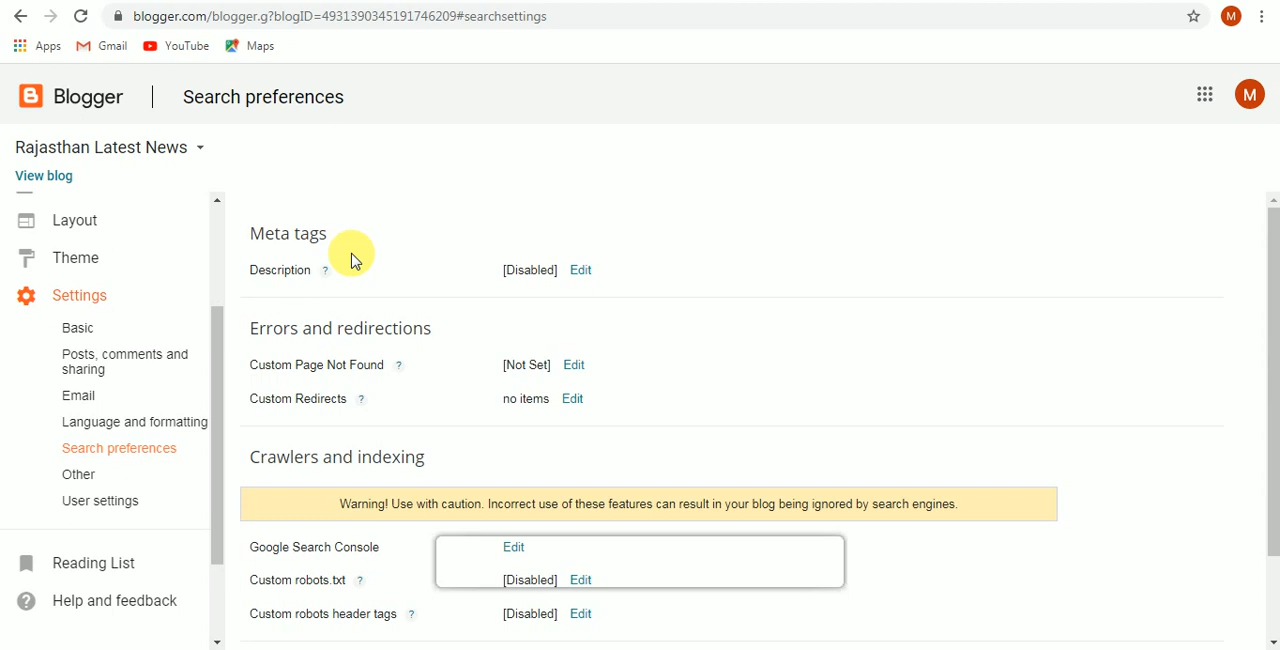 blogger.com/blogger.g?blogID=4931390345191746209#searchsettings
M
Apps Gmail YouTube Maps
Blogger | Search preferences
M
Rajasthan Latest News
View blog
Layout
Theme
Settings
Basic
Posts, comments and
sharing
Email
Language and formatting
Search preferences
Other
User settings
Reading List
Help and feedback
Meta tags
Description ? [Disabled] Edit
Errors and redirections
Custom Page Not Found ? [Not Set] Edit
Custom Redirects ? no items Edit
Crawlers and indexing
Warning! Use with caution. Incorrect use of these features can result in your blog being ignored by search engines.
Google Search Console Edit
Custom robots.txt ? [Disabled] Edit
Custom robots header tags ? [Disabled] Edit